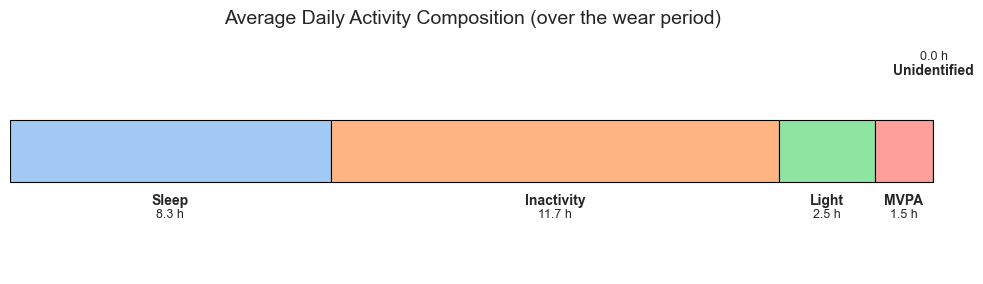 Average Daily Activity Composition (over the wear period)
0.0 h
Unidentified
Sleep
8.3 h
Inactivity
11.7 h
Light
2.5 h
MVPA
1.5 h